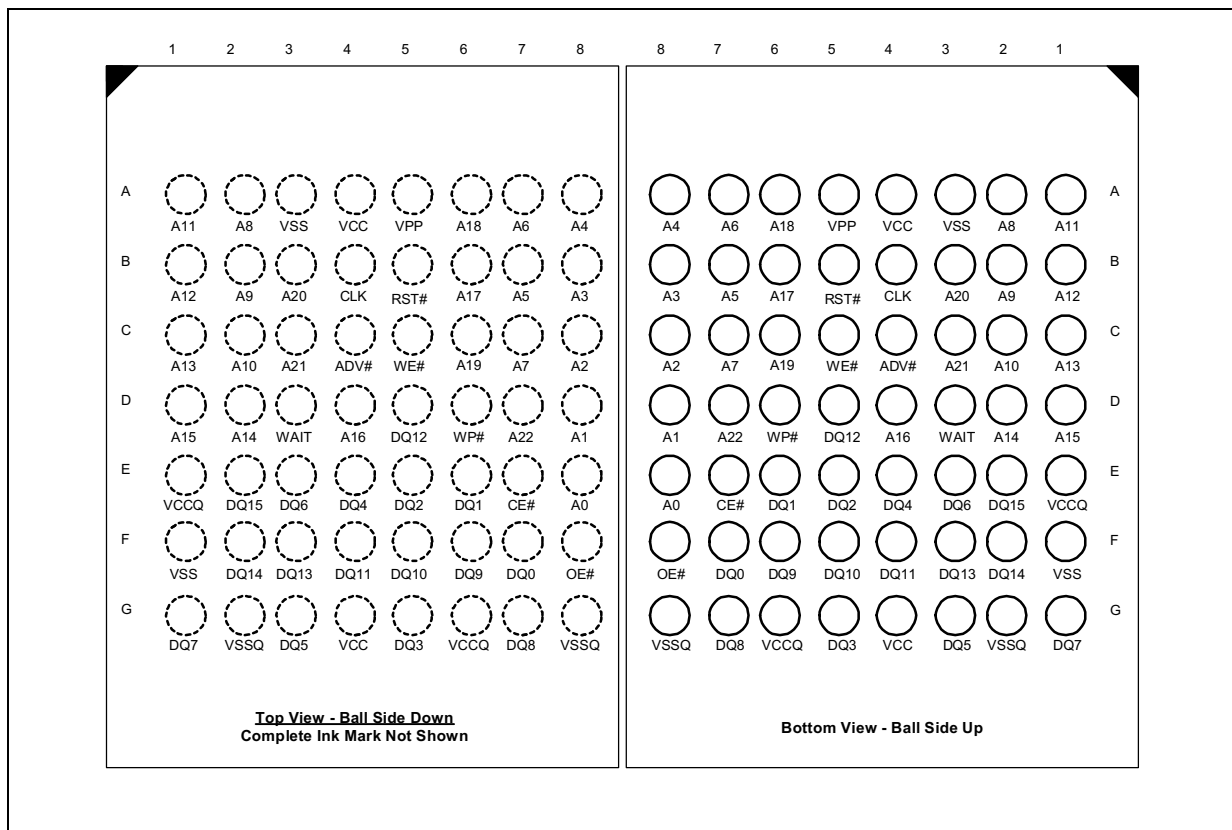 1 2 3 4 5 6 7 8 8 7 6 5 4 3 2 1
A A
A11 A8 VSS VCC VPP A18 A6 A4 A4 A6 A18 VPP VCC VSS A8 A11
B B
A12 A9 A20 CLK RST# A17 A5 A3 A3 A5 A17 RST# CLK A20 A9 A12
C C
A13 A10 A21 ADV# WE# A19 A7 A2 A2 A7 A19 WE# ADV# A21 A10 A13
D D
A15 A14 WAIT A16 DQ12 WP# A22 A1 A1 A22 WP# DQ12 A16 WAIT A14 A15
E E
VCCQ DQ15 DQ6 DQ4 DQ2 DQ1 CE# A0 A0 CE# DQ1 DQ2 DQ4 DQ6 DQ15 VCCQ
F F
VSS DQ14 DQ13 DQ11 DQ10 DQ9 DQ0 OE# OE# DQ0 DQ9 DQ10 DQ11 DQ13 DQ14 VSS
G G
DQ7 VSSQ DQ5 VCC DQ3 VCCQ DQ8 VSSQ VSSQ DQ8 VCCQ DQ3 VCC DQ5 VSSQ DQ7
Top View - Ball Side Down
Complete Ink Mark Not Shown
Bottom View - Ball Side Up